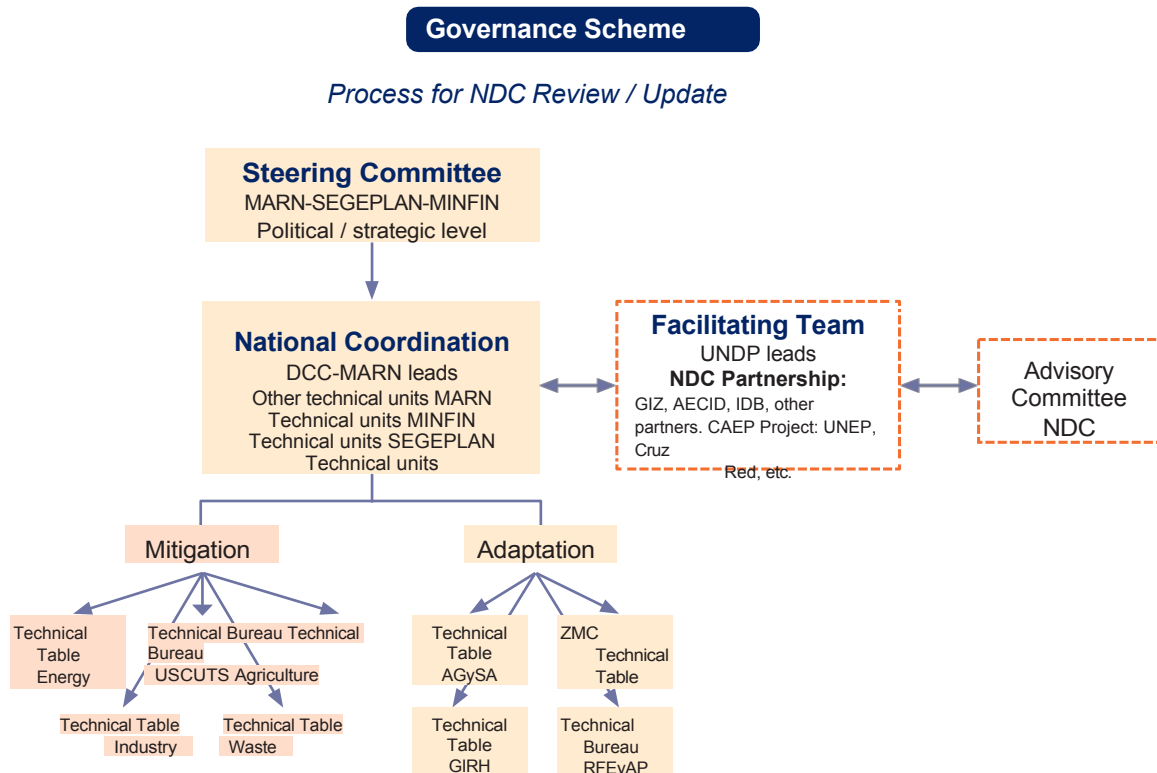 Governance Scheme
Process for NDC Review / Update
Steering Committee
MARN-SEGEPLAN-MINFIN
Political / strategic level
National Coordination
DCC-MARN leads
Other technical units MARN
Technical units MINFIN
Technical units SEGEPLAN
Technical units
Facilitating Team
UNDP leads
NDC Partnership:
GIZ, AECID, IDB, other
partners. CAEP Project: UNEP,
Cruz
Red, etc.
Advisory
Committee
NDC
Mitigation
Adaptation
Technical
Table
Energy
Technical Bureau Technical
Bureau
USCUTS Agriculture
Technical Table
Industry
Technical Table
Waste
Technical
Table
AGySA
ZMC
Technical
Table
Technical
Table
GIRH
Technical
Bureau
RFEyAP